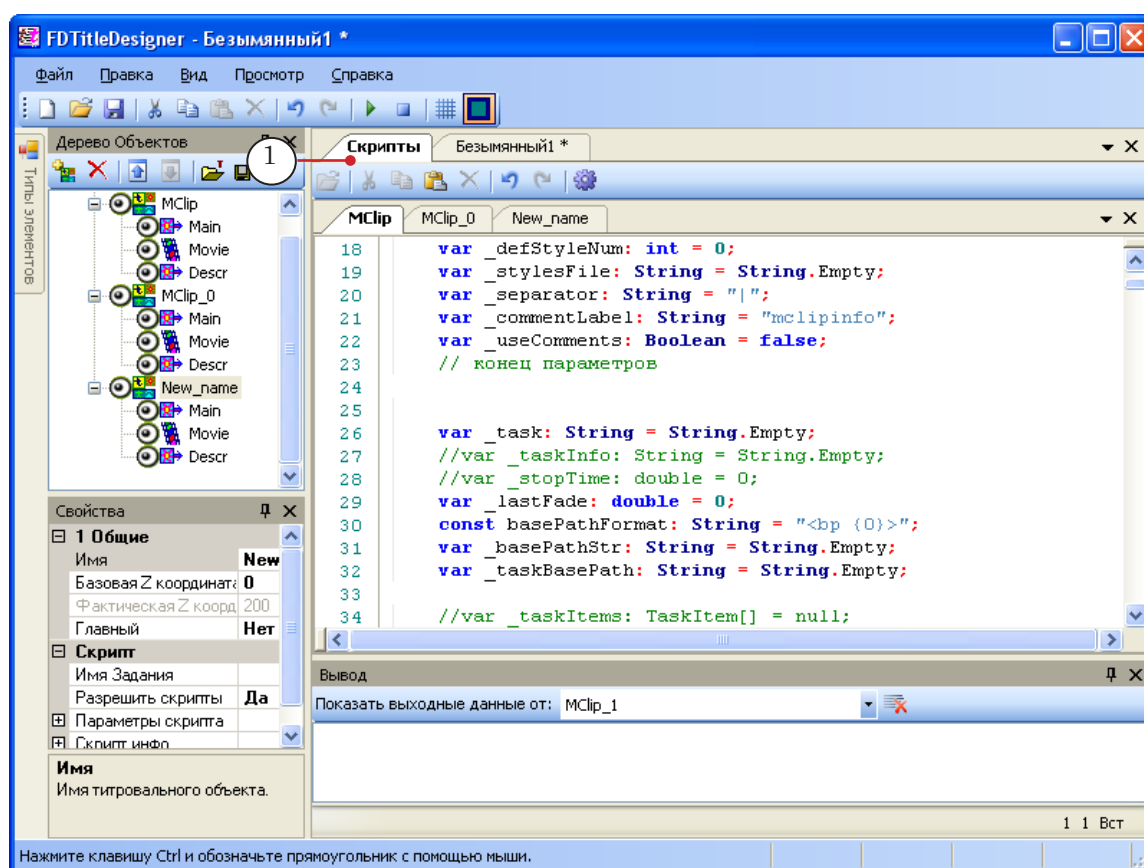 FDTitleDesigner - Безымянный1 *
Файл Правка Вид Просмотр Справка
Типы элементов
Дерево Объектов
1
MClip
Main
Movie
Descr
MClip_0
Main
Movie
Descr
New_name
Main
Movie
Descr
Свойства
1 Общие
Имя New
Базовая Z координата 0
Фактическая Z коорд 200
Главный Нет
Скрипт
Имя Задания
Разрешить скрипты Да
Параметры скрипта
Скрипт инфо
Имя
Имя титровального объекта.
Скрипты Безымянный1 *
MClip MClip_0 New_name
18 var _defStyleNum: int = 0;
19 var _stylesFile: String = String.Empty;
20 var _separator: String = "|";
21 var _commentLabel: String = "mclipinfo";
22 var _useComments: Boolean = false;
23 // конец параметров
24
25
26 var _task: String = String.Empty;
27 //var _taskInfo: String = String.Empty;
28 //var _stopTime: double = 0;
29 var _lastFade: double = 0;
30 const basePathFormat: String = "<bp {0}>";
31 var _basePathStr: String = String.Empty;
32 var _taskBasePath: String = String.Empty;
33
34 //var _taskItems: TaskItem[] = null;
Вывод
Показать выходные данные от: MClip_1
1 1 Вст
Нажмите клавишу Ctrl и обозначьте прямоугольник с помощью мыши.